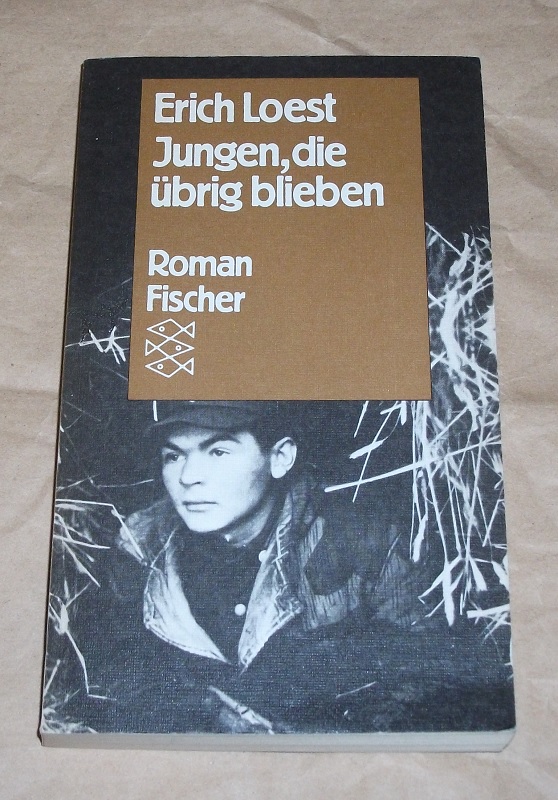 Erich Loest
Jungen, die
übrig blieben
Roman
Fischer